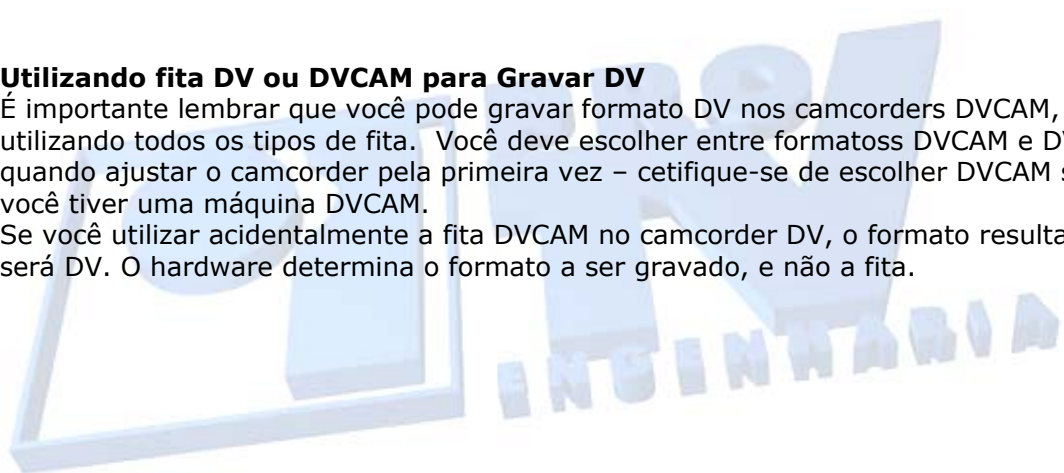 Utilizando fita DV ou DVCAM para Gravar DV
É importante lembrar que você pode gravar formato DV nos camcorders DVCAM,
utilizando todos os tipos de fita.  Você deve escolher entre formatoss DVCAM e
quando ajustar o camcorder pela primeira vez – cetifique-se de escolher DVCAM
você tiver uma máquina DVCAM.
Se você utilizar acidentalmente a fita DVCAM no camcorder DV, o formato
será DV. O hardware determina o formato a ser gravado, e não a fita.
ENGENHARIA